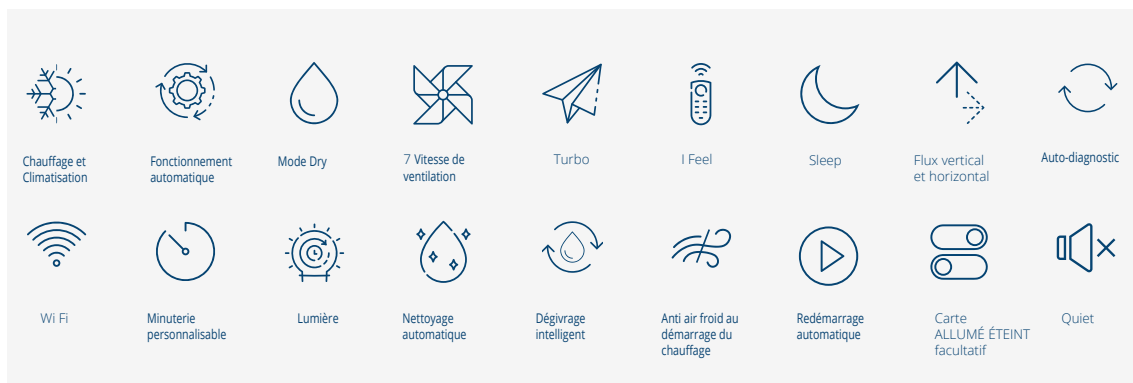 Chauffage et
Climatisation
Fonctionnement
automatique
Mode Dry
7 Vitesse de
ventilation
Turbo
I Feel
Sleep
Flux vertical
et horizontal
Auto-diagnostic
Wi Fi
Minuterie
personnalisable
Lumière
Nettoyage
automatique
Dégivrage
intelligent
Anti air froid au
démarrage du
chauffage
Redémarrage
automatique
Carte
ALLUMÉ ÉTEINT
facultatif
Quiet